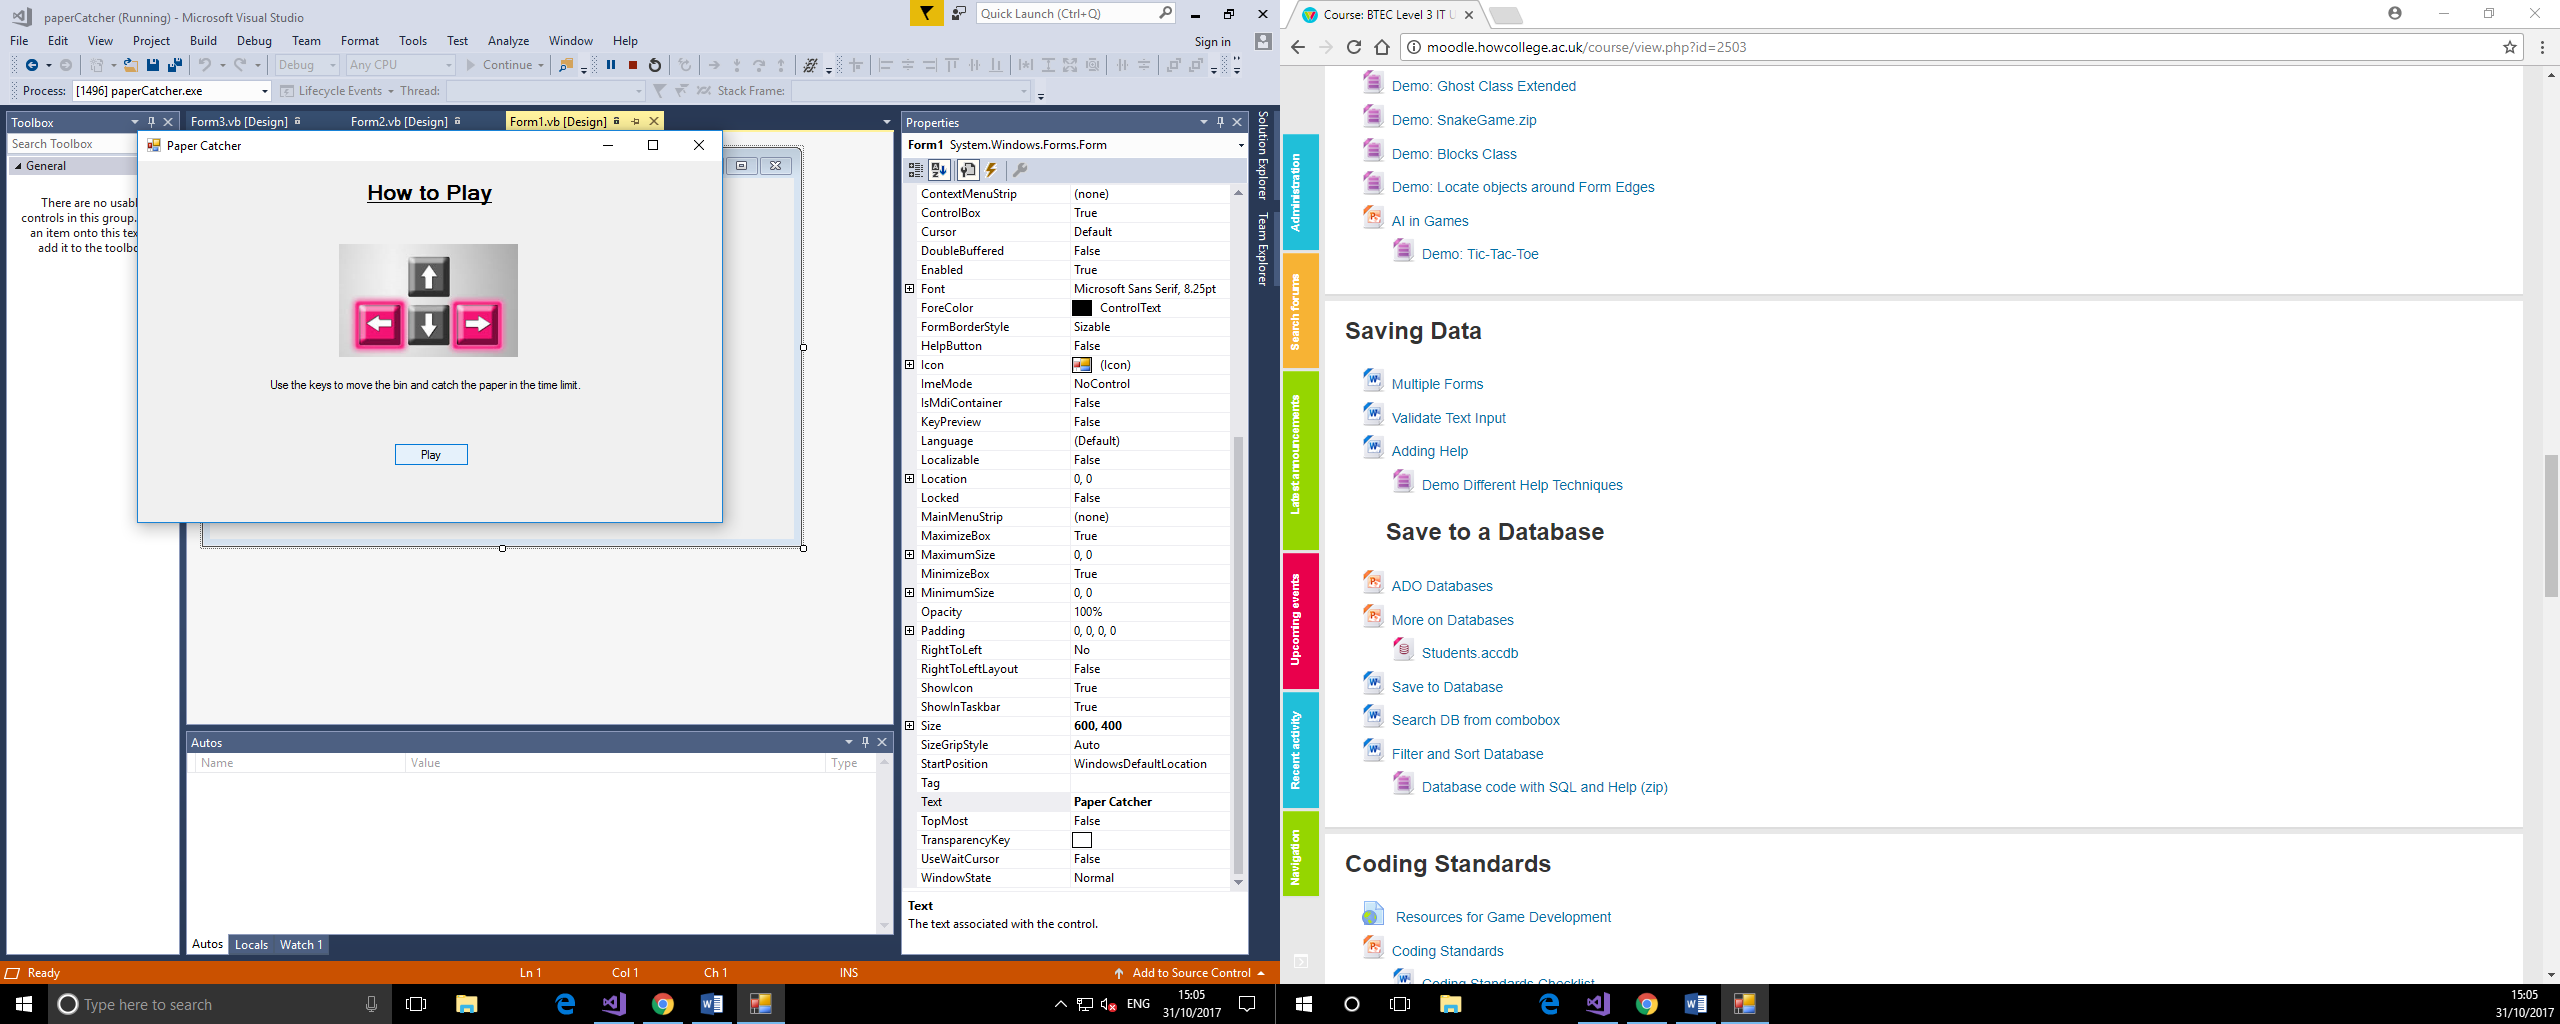 paperCatcher (Running) - Microsoft Visual Studio
Quick Launch (Ctrl+Q)
File Edit View Project Build Debug Team Format Tools Test Analyze Window Help
Sign in
Debug Any CPU Continue
Process: [1496] paperCatcher.exe Lifecycle Events Thread: Stack Frame:
Toolbox
Search Toolbox
General
There are no usabl
controls in this group.
an item onto this tex
add it to the toolbo
Form3.vb [Design] Form2.vb [Design] Form1.vb [Design]
Paper Catcher
How to Play
Use the keys to move the bin and catch the paper in the time limit.
Play
Autos
Name Value Type
Autos Locals Watch 1
Properties
Form1 System.Windows.Forms.Form
ContextMenuStrip (none)
ControlBox True
Cursor Default
DoubleBuffered False
Enabled True
Font Microsoft Sans Serif, 8.25pt
ForeColor ControlText
FormBorderStyle Sizable
HelpButton False
Icon (Icon)
ImeMode NoControl
IsMdiContainer False
KeyPreview False
Language (Default)
Localizable False
Location 0, 0
Locked False
MainMenuStrip (none)
MaximizeBox True
MaximumSize 0, 0
MinimizeBox True
MinimumSize 0, 0
Opacity 100%
Padding 0, 0, 0, 0
RightToLeft No
RightToLeftLayout False
ShowIcon True
ShowInTaskbar True
Size 600, 400
SizeGripStyle Auto
StartPosition WindowsDefaultLocation
Tag
Text Paper Catcher
TopMost False
TransparencyKey
UseWaitCursor False
WindowState Normal
Text
The text associated with the control.
Solution Explorer
Team Explorer
Ready Ln 1 Col 1 Ch 1 INS Add to Source Control
Type here to search
ENG
15:05
31/10/2017
Course: BTEC Level 3 IT U
moodle.howcollege.ac.uk/course/view.php?id=2503
Administration
Search forums
Latest announcements
Upcoming events
Recent activity
Navigation
Demo: Ghost Class Extended
Demo: SnakeGame.zip
Demo: Blocks Class
Demo: Locate objects around Form Edges
AI in Games
Demo: Tic-Tac-Toe
Saving Data
Multiple Forms
Validate Text Input
Adding Help
Demo Different Help Techniques
Save to a Database
ADO Databases
More on Databases
Students.accdb
Save to Database
Search DB from combobox
Filter and Sort Database
Database code with SQL and Help (zip)
Coding Standards
Resources for Game Development
Coding Standards
Coding Standards Checklist
15:05
31/10/2017